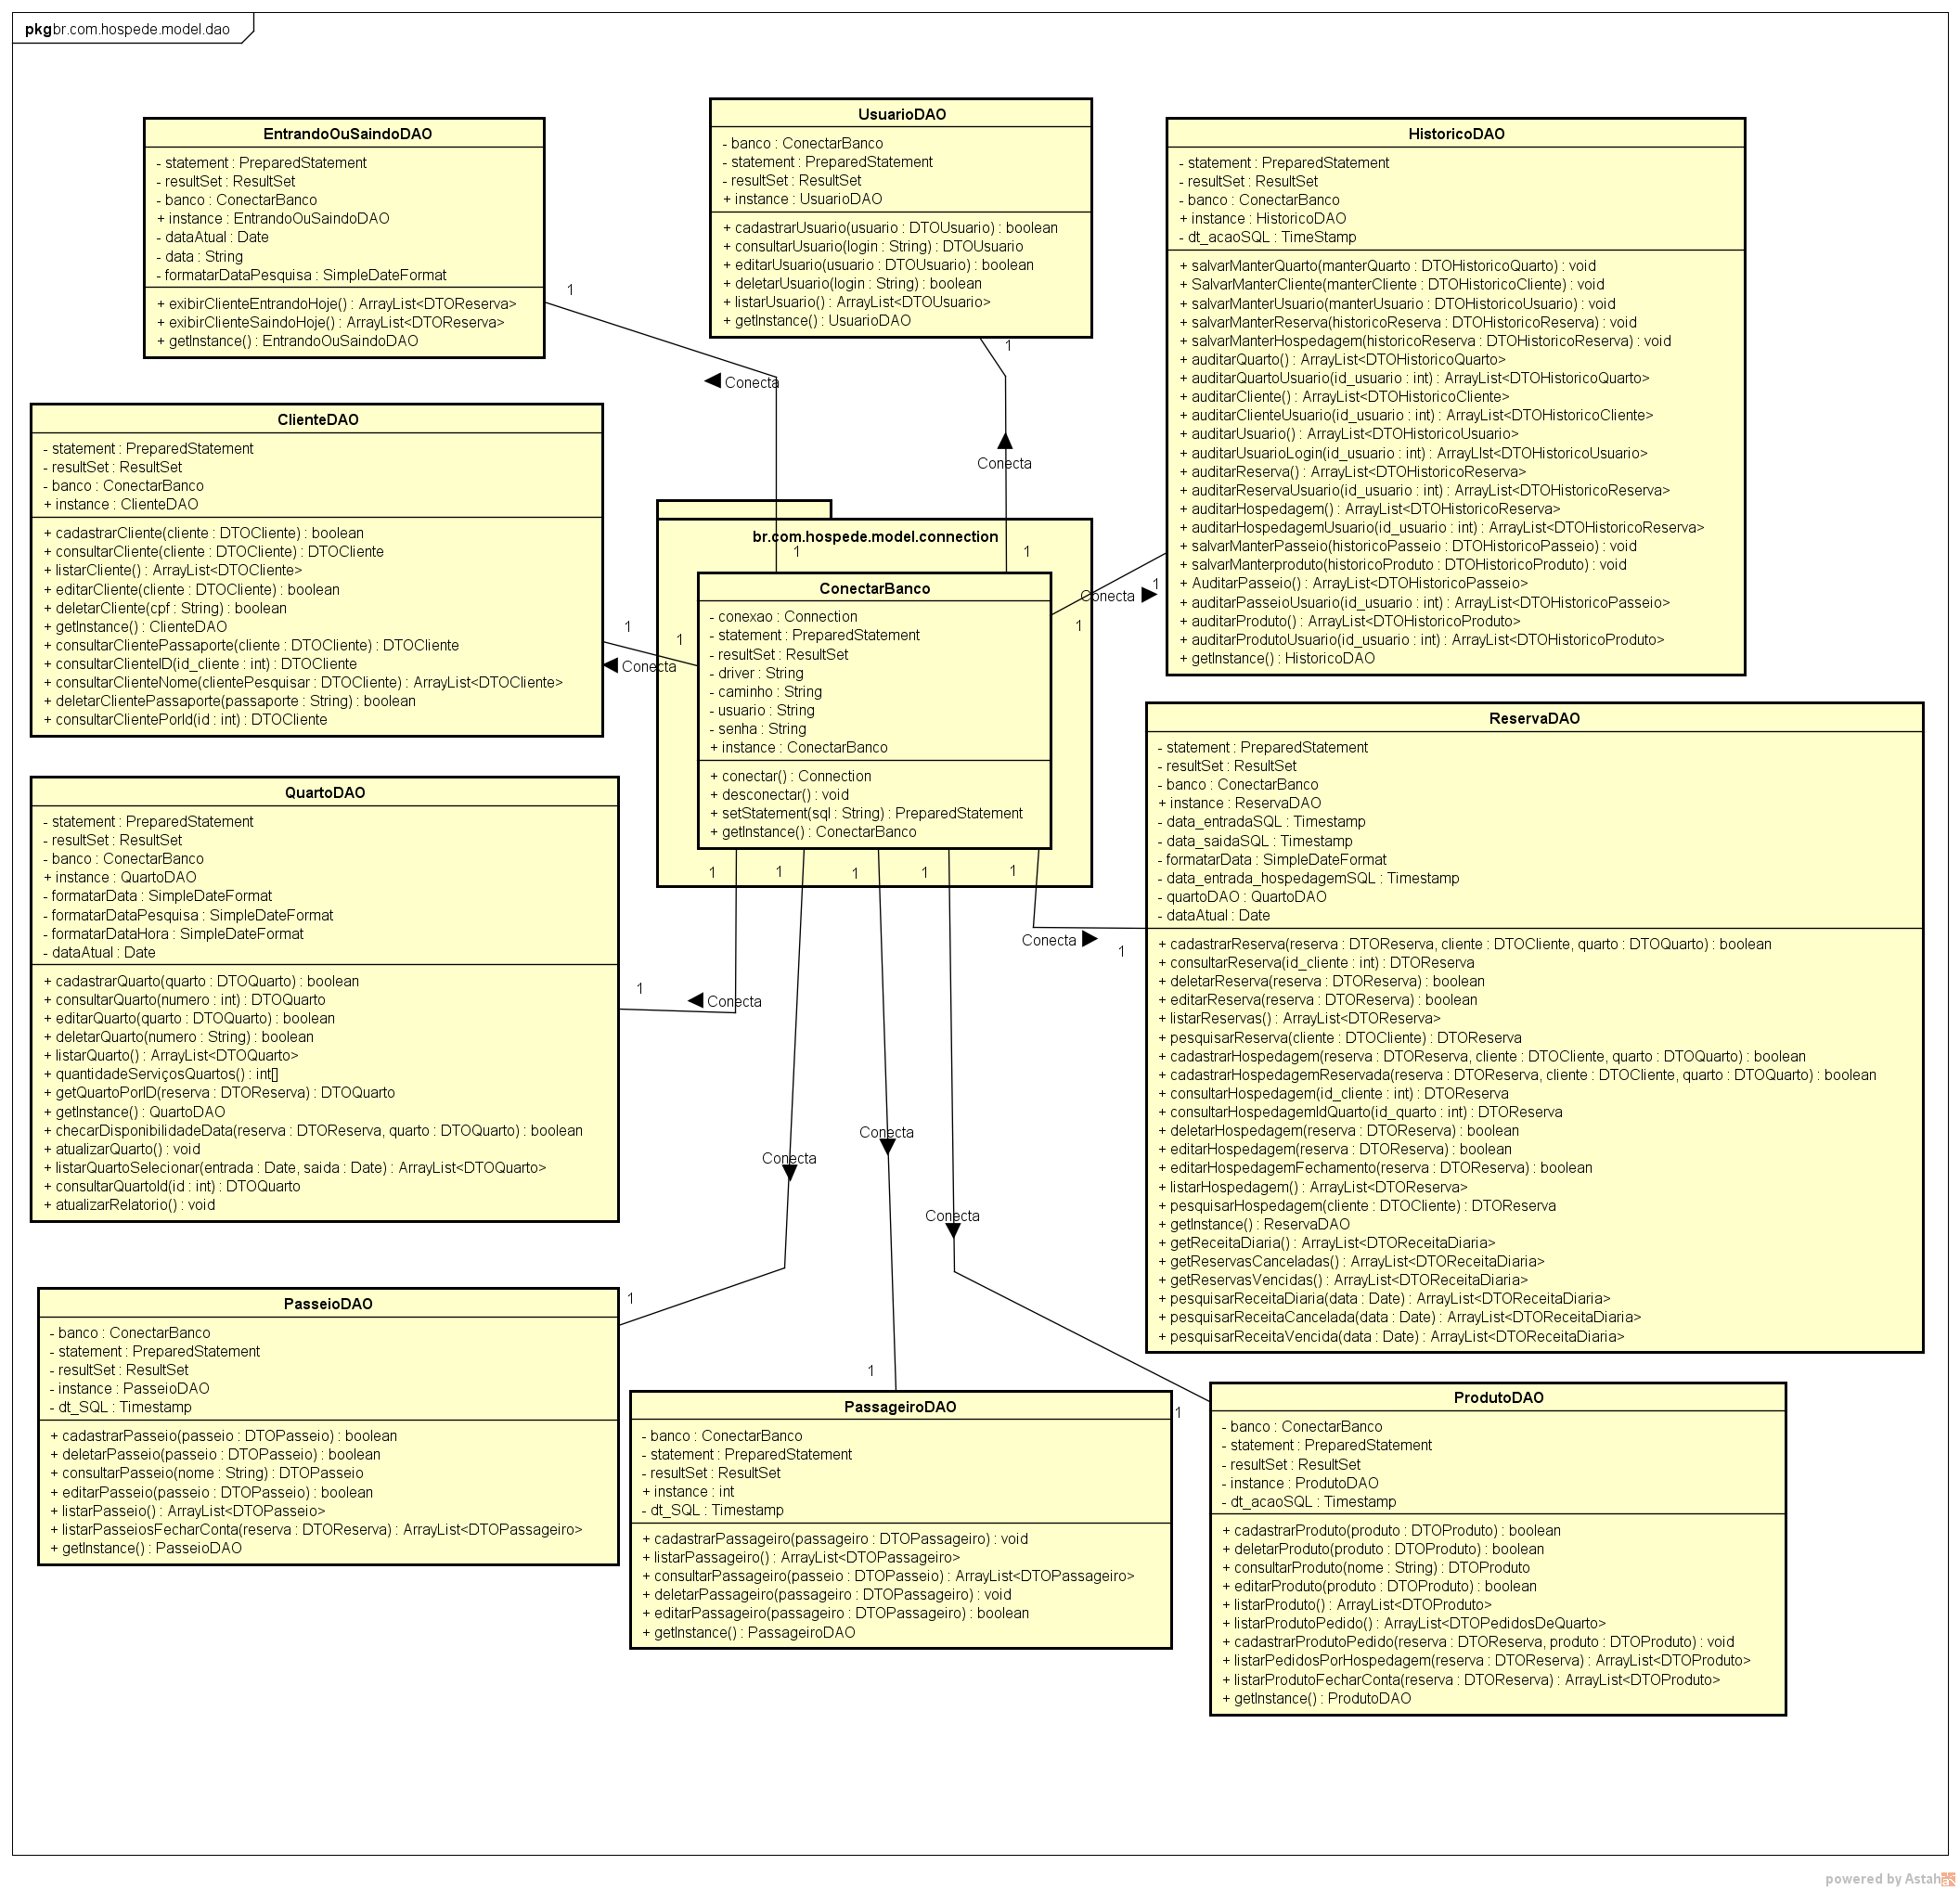 pkg br.com.hospede.model.dao
EntrandoOuSaindoDAO
- statement : PreparedStatement
- resultSet : ResultSet
- banco : ConectarBanco
+ instance : EntrandoOuSaindoDAO
- dataAtual : Date
- data : String
- formatarDataPesquisa : SimpleDateFormat
+ exibirClienteEntrandoHoje() : ArrayList<DTOReserva>
+ exibirClienteSaindoHoje() : ArrayList<DTOReserva>
+ getInstance() : EntrandoOuSaindoDAO
1
Conecta
1
UsuarioDAO
- banco : ConectarBanco
- statement : PreparedStatement
- resultSet : ResultSet
+ instance : UsuarioDAO
+ cadastrarUsuario(usuario : DTOUsuario) : boolean
+ consultarUsuario(login : String) : DTOUsuario
+ editarUsuario(usuario : DTOUsuario) : boolean
+ deletarUsuario(login : String) : boolean
+ listarUsuario() : ArrayList<DTOUsuario>
+ getInstance() : UsuarioDAO
1
Conecta
1
HistoricoDAO
- statement : PreparedStatement
- resultSet : ResultSet
- banco : ConectarBanco
+ instance : HistoricoDAO
- dt_acaoSQL : TimeStamp
+ salvarManterQuarto(manterQuarto : DTOHistoricoQuarto) : void
+ SalvarManterCliente(manterCliente : DTOHistoricoCliente) : void
+ salvarManterUsuario(manterUsuario : DTOHistoricoUsuario) : void
+ salvarManterReserva(historicoReserva : DTOHistoricoReserva) : void
+ salvarManterHospedagem(historicoReserva : DTOHistoricoReserva) : void
+ auditarQuarto() : ArrayList<DTOHistoricoQuarto>
+ auditarQuartoUsuario(id_usuario : int) : ArrayList<DTOHistoricoQuarto>
+ auditarCliente() : ArrayList<DTOHistoricoCliente>
+ auditarClienteUsuario(id_usuario : int) : ArrayList<DTOHistoricoCliente>
+ auditarUsuario() : ArrayList<DTOHistoricoUsuario>
+ auditarUsuarioLogin(id_usuario : int) : ArrayList<DTOHistoricoUsuario>
+ auditarReserva() : ArrayList<DTOHistoricoReserva>
+ auditarReservaUsuario(id_usuario : int) : ArrayList<DTOHistoricoReserva>
+ auditarHospedagem() : ArrayList<DTOHistoricoReserva>
+ auditarHospedagemUsuario(id_usuario : int) : ArrayList<DTOHistoricoReserva>
+ salvarManterPasseio(historicoPasseio : DTOHistoricoPasseio) : void
+ salvarManterproduto(historicoProduto : DTOHistoricoProduto) : void
+ AuditarPasseio() : ArrayList<DTOHistoricoPasseio>
+ auditarPasseioUsuario(id_usuario : int) : ArrayList<DTOHistoricoPasseio>
+ auditarProduto() : ArrayList<DTOHistoricoProduto>
+ auditarProdutoUsuario(id_usuario : int) : ArrayList<DTOHistoricoProduto>
+ getInstance() : HistoricoDAO
1
Conecta
1
ClienteDAO
- statement : PreparedStatement
- resultSet : ResultSet
- banco : ConectarBanco
+ instance : ClienteDAO
+ cadastrarCliente(cliente : DTOCliente) : boolean
+ consultarCliente(cliente : DTOCliente) : DTOCliente
+ listarCliente() : ArrayList<DTOCliente>
+ editarCliente(cliente : DTOCliente) : boolean
+ deletarCliente(cpf : String) : boolean
+ getInstance() : ClienteDAO
+ consultarClientePassaporte(cliente : DTOCliente) : DTOCliente
+ consultarClienteID(id_cliente : int) : DTOCliente
+ consultarClienteNome(clientePesquisar : DTOCliente) : ArrayList<DTOCliente>
+ deletarClientePassaporte(passaporte : String) : boolean
+ consultarClientePorId(id : int) : DTOCliente
1
Conecta
1
br.com.hospede.model.connection
ConectarBanco
- conexao : Connection
- statement : PreparedStatement
- resultSet : ResultSet
- driver : String
- caminho : String
- usuario : String
- senha : String
+ instance : ConectarBanco
+ conectar() : Connection
+ desconectar() : void
+ setStatement(sql : String) : PreparedStatement
+ getInstance() : ConectarBanco
1
1
1
1
1
QuartoDAO
- statement : PreparedStatement
- resultSet : ResultSet
- banco : ConectarBanco
+ instance : QuartoDAO
- formatarData : SimpleDateFormat
- formatarDataPesquisa : SimpleDateFormat
- formatarDataHora : SimpleDateFormat
- dataAtual : Date
+ cadastrarQuarto(quarto : DTOQuarto) : boolean
+ consultarQuarto(numero : int) : DTOQuarto
+ editarQuarto(quarto : DTOQuarto) : boolean
+ deletarQuarto(numero : String) : boolean
+ listarQuarto() : ArrayList<DTOQuarto>
+ quantidadeServiçosQuartos() : int[]
+ getQuartoPorID(reserva : DTOReserva) : DTOQuarto
+ getInstance() : QuartoDAO
+ checarDisponibilidadeData(reserva : DTOReserva, quarto : DTOQuarto) : boolean
+ atualizarQuarto() : void
+ listarQuartoSelecionar(entrada : Date, saida : Date) : ArrayList<DTOQuarto>
+ consultarQuartoId(id : int) : DTOQuarto
+ atualizarRelatorio() : void
1
Conecta
ReservaDAO
- statement : PreparedStatement
- resultSet : ResultSet
- banco : ConectarBanco
+ instance : ReservaDAO
- data_entradaSQL : Timestamp
- data_saidaSQL : Timestamp
- formatarData : SimpleDateFormat
- data_entrada_hospedagemSQL : Timestamp
- quartoDAO : QuartoDAO
- dataAtual : Date
+ cadastrarReserva(reserva : DTOReserva, cliente : DTOCliente, quarto : DTOQuarto) : boolean
+ consultarReserva(id_cliente : int) : DTOReserva
+ deletarReserva(reserva : DTOReserva) : boolean
+ editarReserva(reserva : DTOReserva) : boolean
+ listarReservas() : ArrayList<DTOReserva>
+ pesquisarReserva(cliente : DTOCliente) : DTOReserva
+ cadastrarHospedagem(reserva : DTOReserva, cliente : DTOCliente, quarto : DTOQuarto) : boolean
+ cadastrarHospedagemReservada(reserva : DTOReserva, cliente : DTOCliente, quarto : DTOQuarto) : boolean
+ consultarHospedagem(id_cliente : int) : DTOReserva
+ consultarHospedagemIdQuarto(id_quarto : int) : DTOReserva
+ deletarHospedagem(reserva : DTOReserva) : boolean
+ editarHospedagem(reserva : DTOReserva) : boolean
+ editarHospedagemFechamento(reserva : DTOReserva) : boolean
+ listarHospedagem() : ArrayList<DTOReserva>
+ pesquisarHospedagem(cliente : DTOCliente) : DTOReserva
+ getInstance() : ReservaDAO
+ getReceitaDiaria() : ArrayList<DTOReceitaDiaria>
+ getReservasCanceladas() : ArrayList<DTOReceitaDiaria>
+ getReservasVencidas() : ArrayList<DTOReceitaDiaria>
+ pesquisarReceitaDiaria(data : Date) : ArrayList<DTOReceitaDiaria>
+ pesquisarReceitaCancelada(data : Date) : ArrayList<DTOReceitaDiaria>
+ pesquisarReceitaVencida(data : Date) : ArrayList<DTOReceitaDiaria>
Conecta
1
Conecta
Conecta
Conecta
PasseioDAO
- banco : ConectarBanco
- statement : PreparedStatement
- resultSet : ResultSet
- instance : PasseioDAO
- dt_SQL : Timestamp
+ cadastrarPasseio(passeio : DTOPasseio) : boolean
+ deletarPasseio(passeio : DTOPasseio) : boolean
+ consultarPasseio(nome : String) : DTOPasseio
+ editarPasseio(passeio : DTOPasseio) : boolean
+ listarPasseio() : ArrayList<DTOPasseio>
+ listarPasseiosFecharConta(reserva : DTOReserva) : ArrayList<DTOPassageiro>
+ getInstance() : PasseioDAO
1
1
PassageiroDAO
- banco : ConectarBanco
- statement : PreparedStatement
- resultSet : ResultSet
+ instance : int
- dt_SQL : Timestamp
+ cadastrarPassageiro(passageiro : DTOPassageiro) : void
+ listarPassageiro() : ArrayList<DTOPassageiro>
+ consultarPassageiro(passeio : DTOPasseio) : ArrayList<DTOPassageiro>
+ deletarPassageiro(passageiro : DTOPassageiro) : void
+ editarPassageiro(passageiro : DTOPassageiro) : boolean
+ getInstance() : PassageiroDAO
1
ProdutoDAO
- banco : ConectarBanco
- statement : PreparedStatement
- resultSet : ResultSet
- instance : ProdutoDAO
- dt_acaoSQL : Timestamp
+ cadastrarProduto(produto : DTOProduto) : boolean
+ deletarProduto(produto : DTOProduto) : boolean
+ consultarProduto(nome : String) : DTOProduto
+ editarProduto(produto : DTOProduto) : boolean
+ listarProduto() : ArrayList<DTOProduto>
+ listarProdutoPedido() : ArrayList<DTOPedidosDeQuarto>
+ cadastrarProdutoPedido(reserva : DTOReserva, produto : DTOProduto) : void
+ listarPedidosPorHospedagem(reserva : DTOReserva) : ArrayList<DTOProduto>
+ listarProdutoFecharConta(reserva : DTOReserva) : ArrayList<DTOProduto>
+ getInstance() : ProdutoDAO
powered by Astah